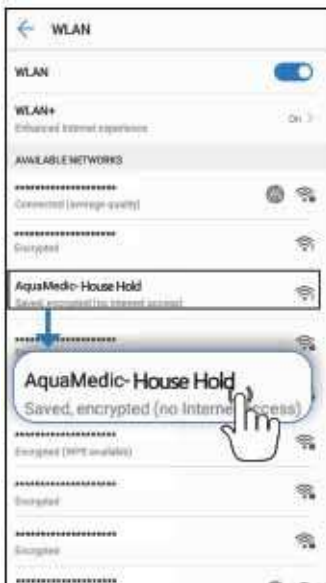 WLAN
WLAN
WLAN+
On >
Enhanced Internet experience
AVAILABLE NETWORKS
**********************
Connected (average quality)
**********************
Encrypted
AquaMedic- House Hold
Saved, encrypted (no Internet access)
**********************
AquaMedic- House Hold
Saved, encrypted (no Internet access)
**********************
Encrypted (WPS available)
**********************
Encrypted
**********************
Encrypted
**********************